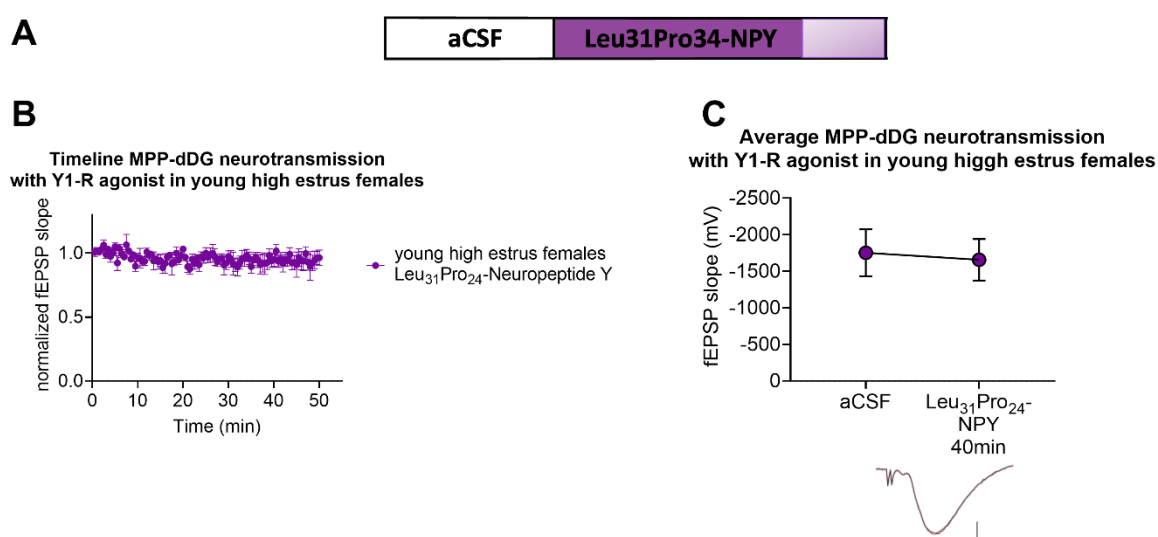 A
aCSF
Leu31Pro34-NPY
B
Timeline MPP-dDG neurotransmission
with Y1-R agonist in young high estrus females
normalized fEPSP slope
1.0
0.5
0.0
0
10
20
30
40
50
Time (min)
young high estrus females
Leu31Pro24-Neuropeptide Y
C
Average MPP-dDG neurotransmission
with Y1-R agonist in young higgh estrus females
fEPSP slope (mV)
-2500
-2000
-1500
-1000
-500
0
aCSF
Leu31Pro24-
NPY
40min